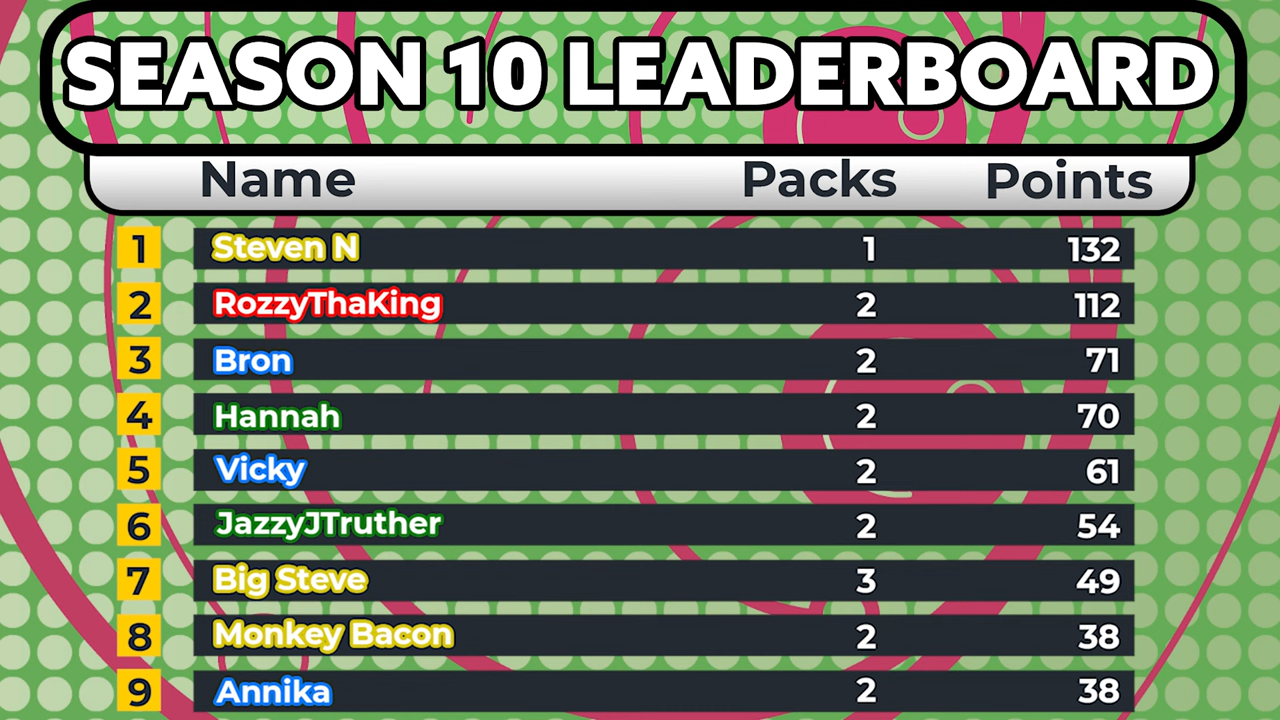 SEASON 10 LEADERBOARD
Name Packs Points
1 Steven N 1 132
2 RozzyThaKing 2 112
3 Bron 2 71
4 Hannah 2 70
5 Vicky 2 61
6 JazzyJTruther 2 54
7 Big Steve 3 49
8 Monkey Bacon 2 38
9 Annika 2 38